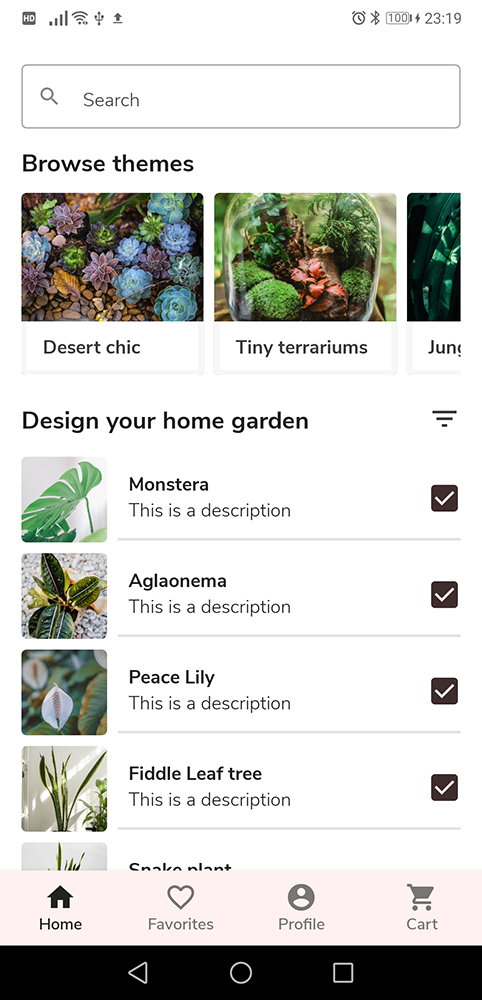 HD 100 23:19
Search
Browse themes
Desert chic
Tiny terrariums
Jung
Design your home garden
Monstera
This is a description
Aglaonema
This is a description
Peace Lily
This is a description
Fiddle Leaf tree
This is a description
Snake plant
Home
Favorites
Profile
Cart